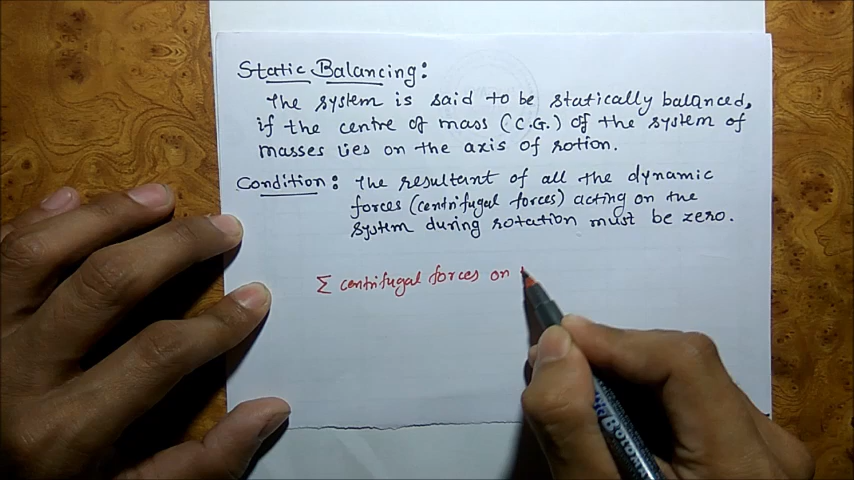 Static Balancing:
The system is said to be statically balanced,
if the centre of mass (C.G.) of the system of
masses lies on the axis of rotion.
Condition: The resultant of all the dynamic
forces (centrifugal forces) acting on the
system during rotation must be zero.
Σ centrifugal forces on